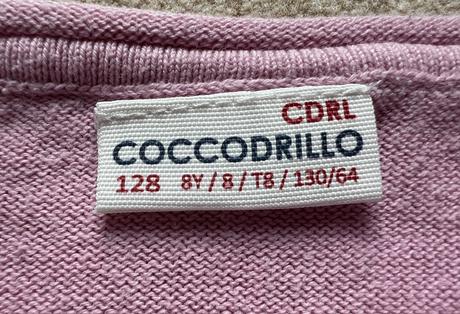 CDRL
COCCODRILLO
128 8Y / 8 / T8 / 130/64